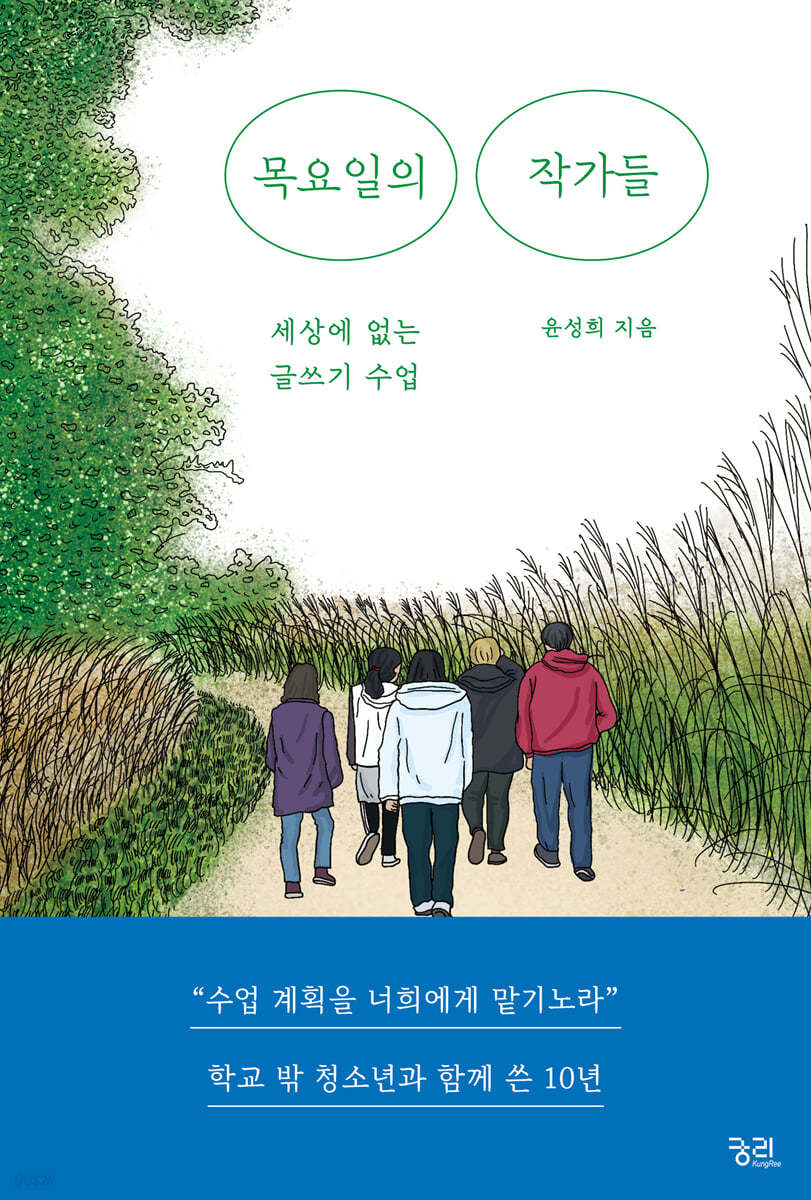 목요일의 작가들
세상에 없는
글쓰기 수업
윤성희 지음
“수업 계획을 너희에게 맡기노라”
학교 밖 청소년과 함께 쓴 10년
궁리
KungRee
yes24